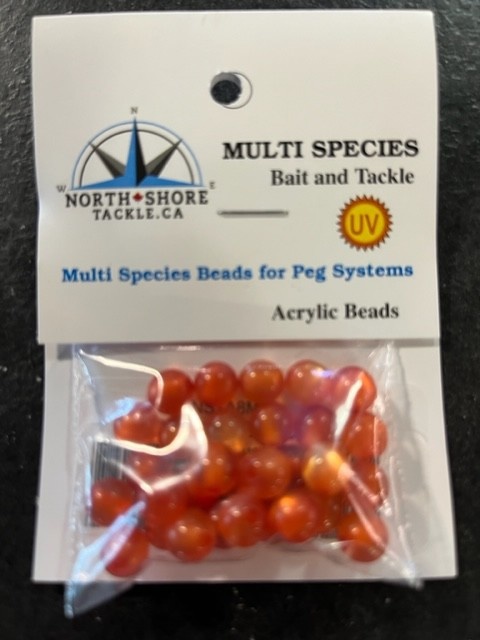 N
W E
NORTH SHORE
TACKLE.CA
MULTI SPECIES
Bait and Tackle
UV
Multi Species Beads for Peg Systems
Acrylic Beads